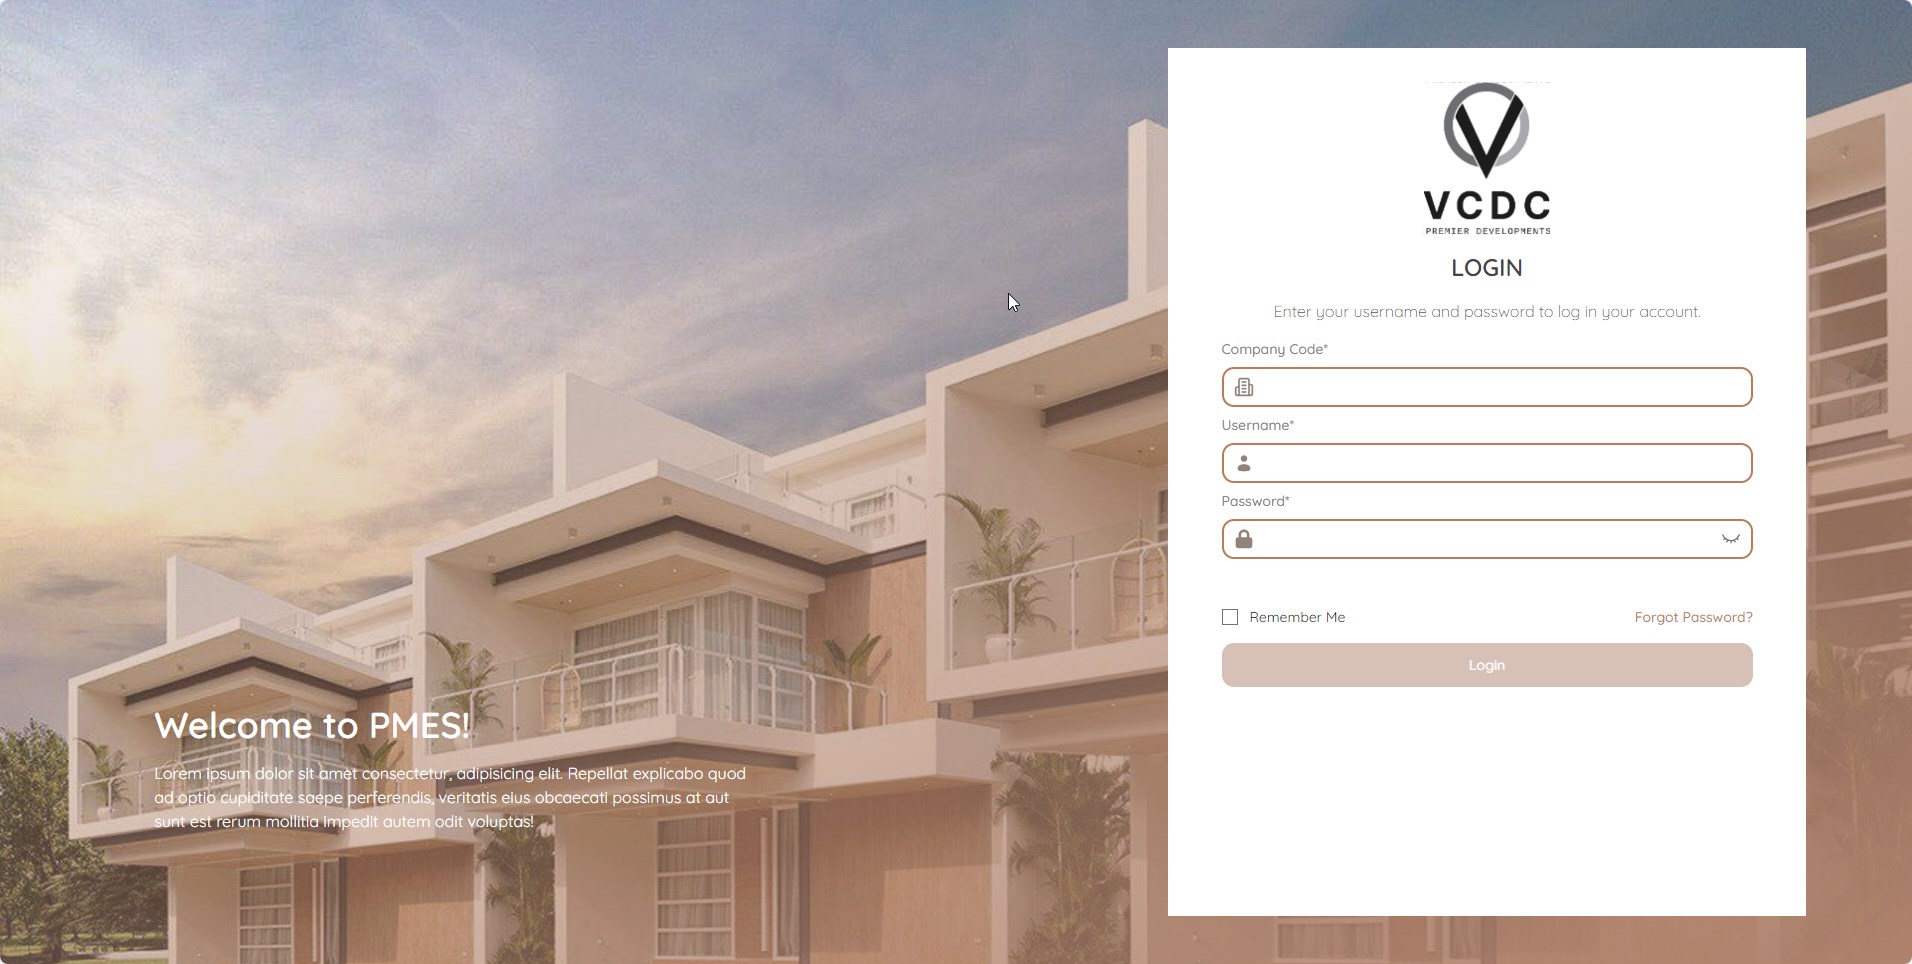 VCDC
PREMIER DEVELOPMENTS
LOGIN
Enter your username and password to log in your account.
Company Code*
Username*
Password*
Remember Me
Forgot Password?
Login
Welcome to PMES!
Lorem ipsum dolor sit amet consectetur, adipisicing elit. Repellat explicabo quod
ad optio cupiditate saepe perferendis, veritatis eius obcaecati possimus at aut
sunt est rerum mollitia impedit autem odit voluptas!